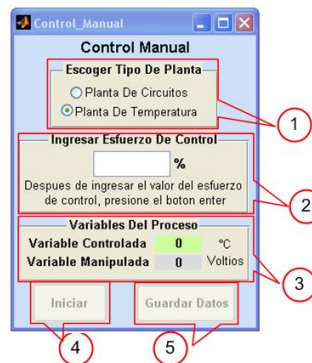 Control_Manual
Control Manual
Escoger Tipo De Planta
Planta De Circuitos
Planta De Temperatura
1
Ingresar Esfuerzo De Control
%
Despues de ingresar el valor del esfuerzo
de control, presione el boton enter
2
Variables Del Proceso
Variable Controlada 0 °C
Variable Manipulada 0 Voltios
3
Iniciar Guardar Datos
4 5